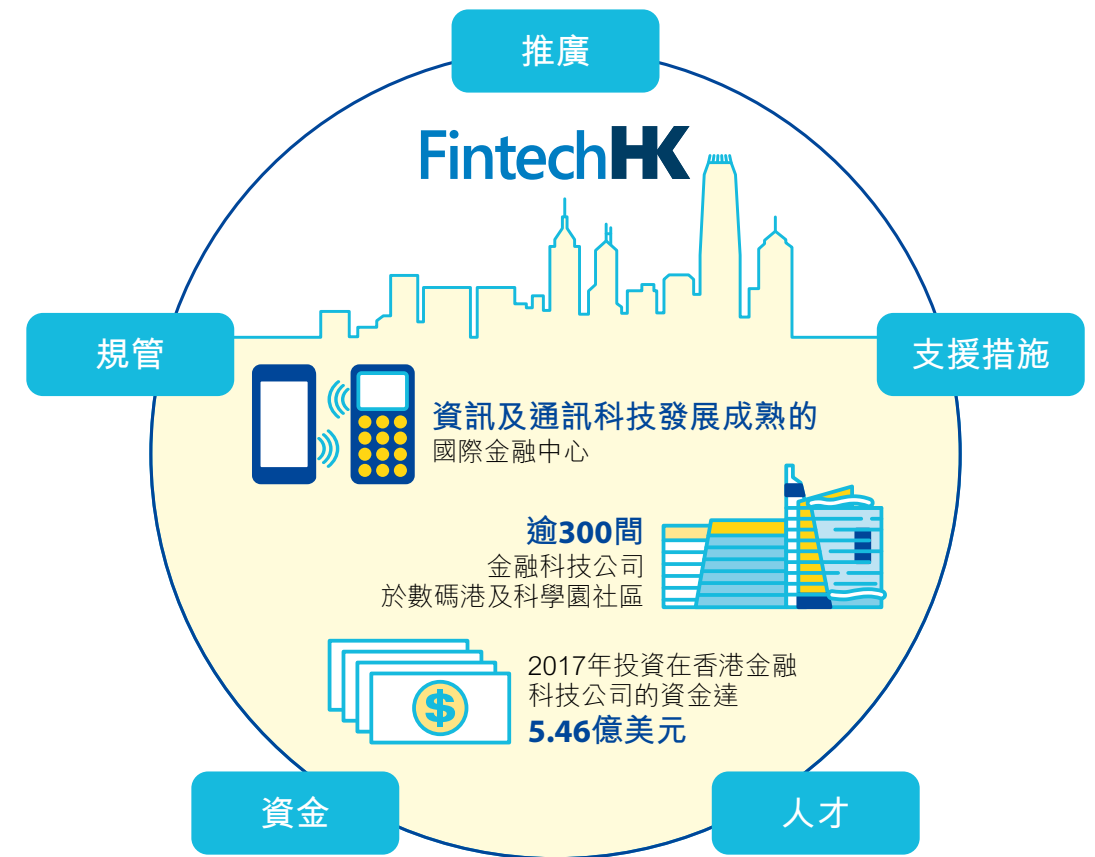 推廣
FintechHK
規管
支援措施
資訊及通訊科技發展成熟的
國際金融中心
逾300間
金融科技公司
於數碼港及科學園社區
2017年投資在香港金融
科技公司的資金達
5.46億美元
$
資金
人才